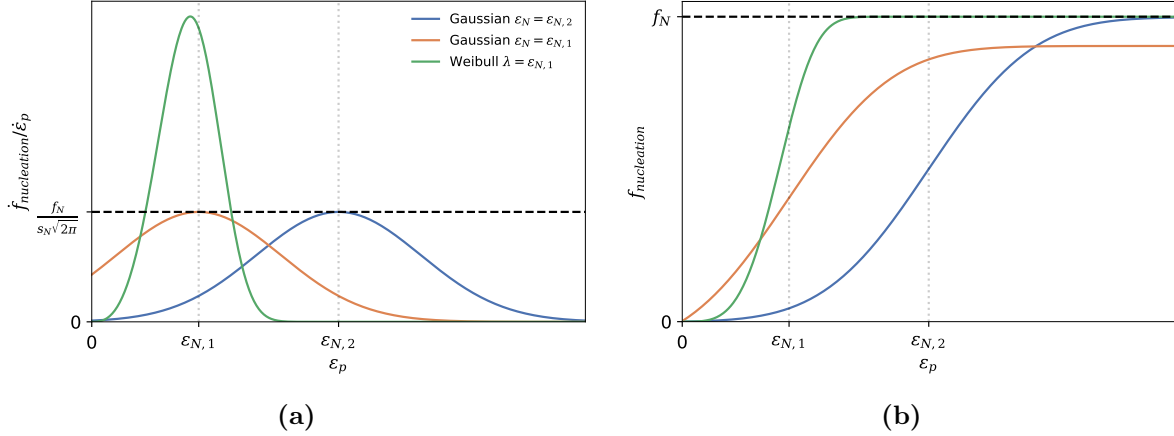 Gaussian εN = εN,2
Gaussian εN = εN,1
Weibull λ = εN,1
ḟnucleation/ε̇p
fN
sN√2π
0
0
εN,1
εN,2
εp
(a)
fN
fnucleation
0
εN,1
εN,2
εp
(b)